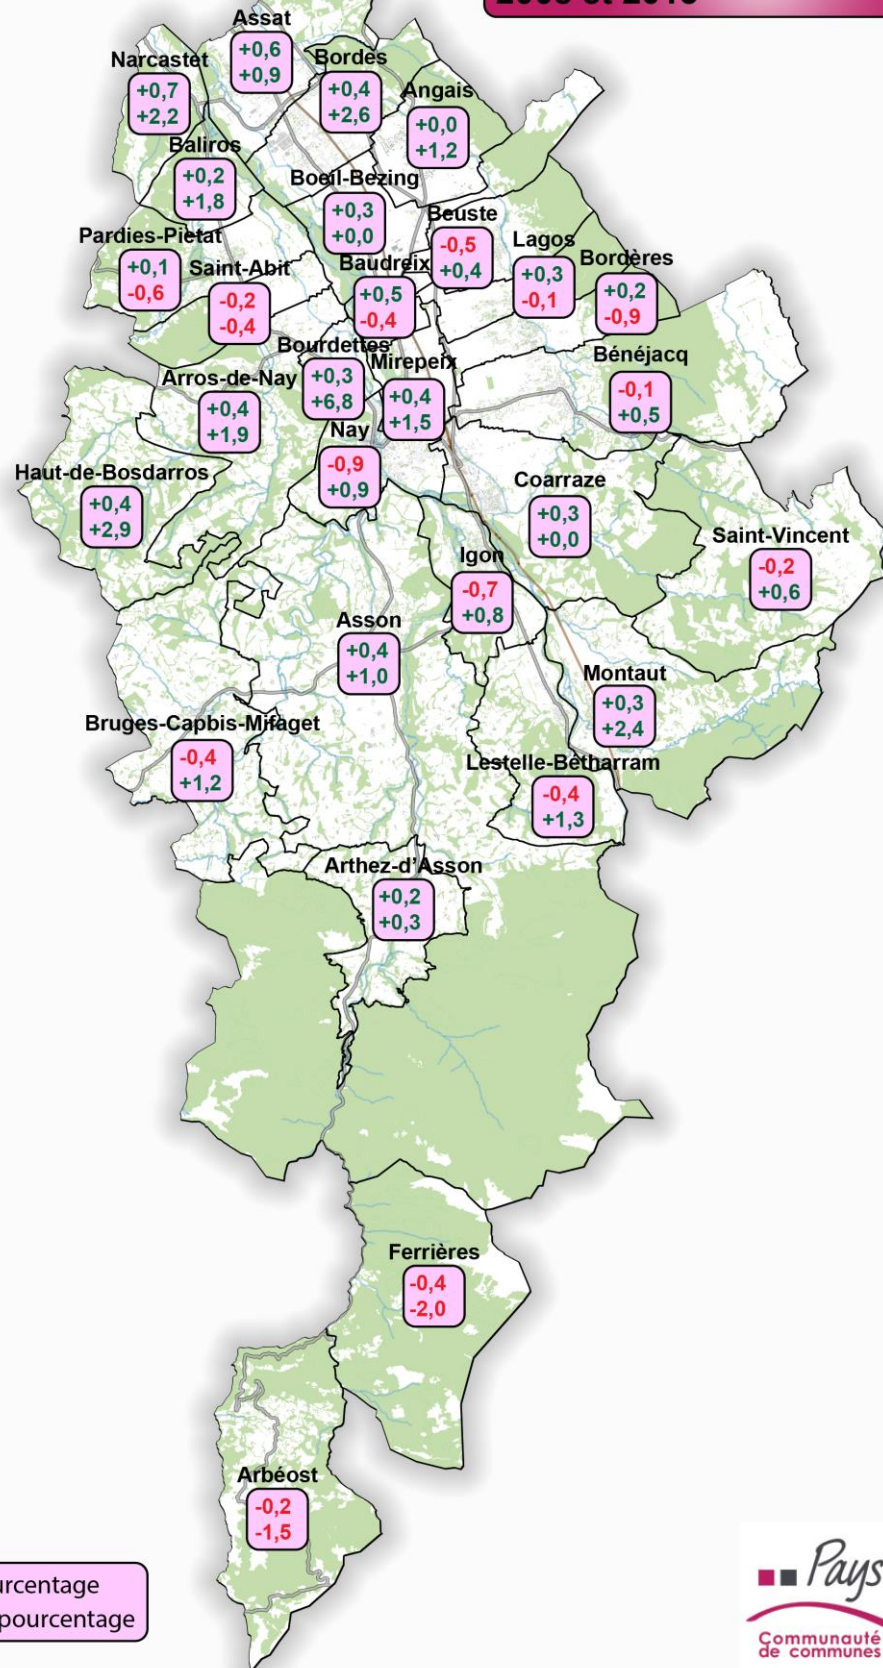 Assat
+0,6
+0,9
Narcastet
+0,7
+2,2
Bordes
+0,4
+2,6
Angais
+0,0
+1,2
Baliros
+0,2
+1,8
Boeil-Bezing
+0,3
+0,0
Beuste
-0,5
+0,4
Pardies-Piétat
+0,1
-0,6
Saint-Abit
-0,2
-0,4
Baudreix
+0,5
-0,4
Lagos
+0,3
-0,1
Bordères
+0,2
-0,9
Bourdettes
+0,3
+6,8
Mirepeix
+0,4
+1,5
Bénéjacq
-0,1
+0,5
Arros-de-Nay
+0,4
+1,9
Nay
-0,9
+0,9
Haut-de-Bosdarros
+0,4
+2,9
Coarraze
+0,3
+0,0
Saint-Vincent
-0,2
+0,6
Igon
-0,7
+0,8
Asson
+0,4
+1,0
Montaut
+0,3
+2,4
Bruges-Capbis-Mifaget
-0,4
+1,2
Lestelle-Bétharram
-0,4
+1,3
Arthez-d'Asson
+0,2
+0,3
Ferrières
-0,4
-2,0
Arbéost
-0,2
-1,5
pourcentage
Pays
Communauté
de communes